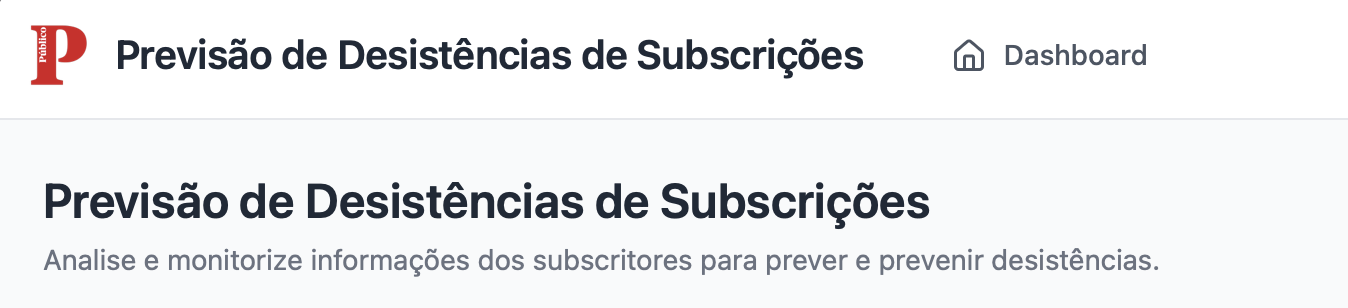 Público
Previsão de Desistências de Subscrições
Dashboard
Previsão de Desistências de Subscrições
Analise e monitorize informações dos subscritores para prever e prevenir desistências.